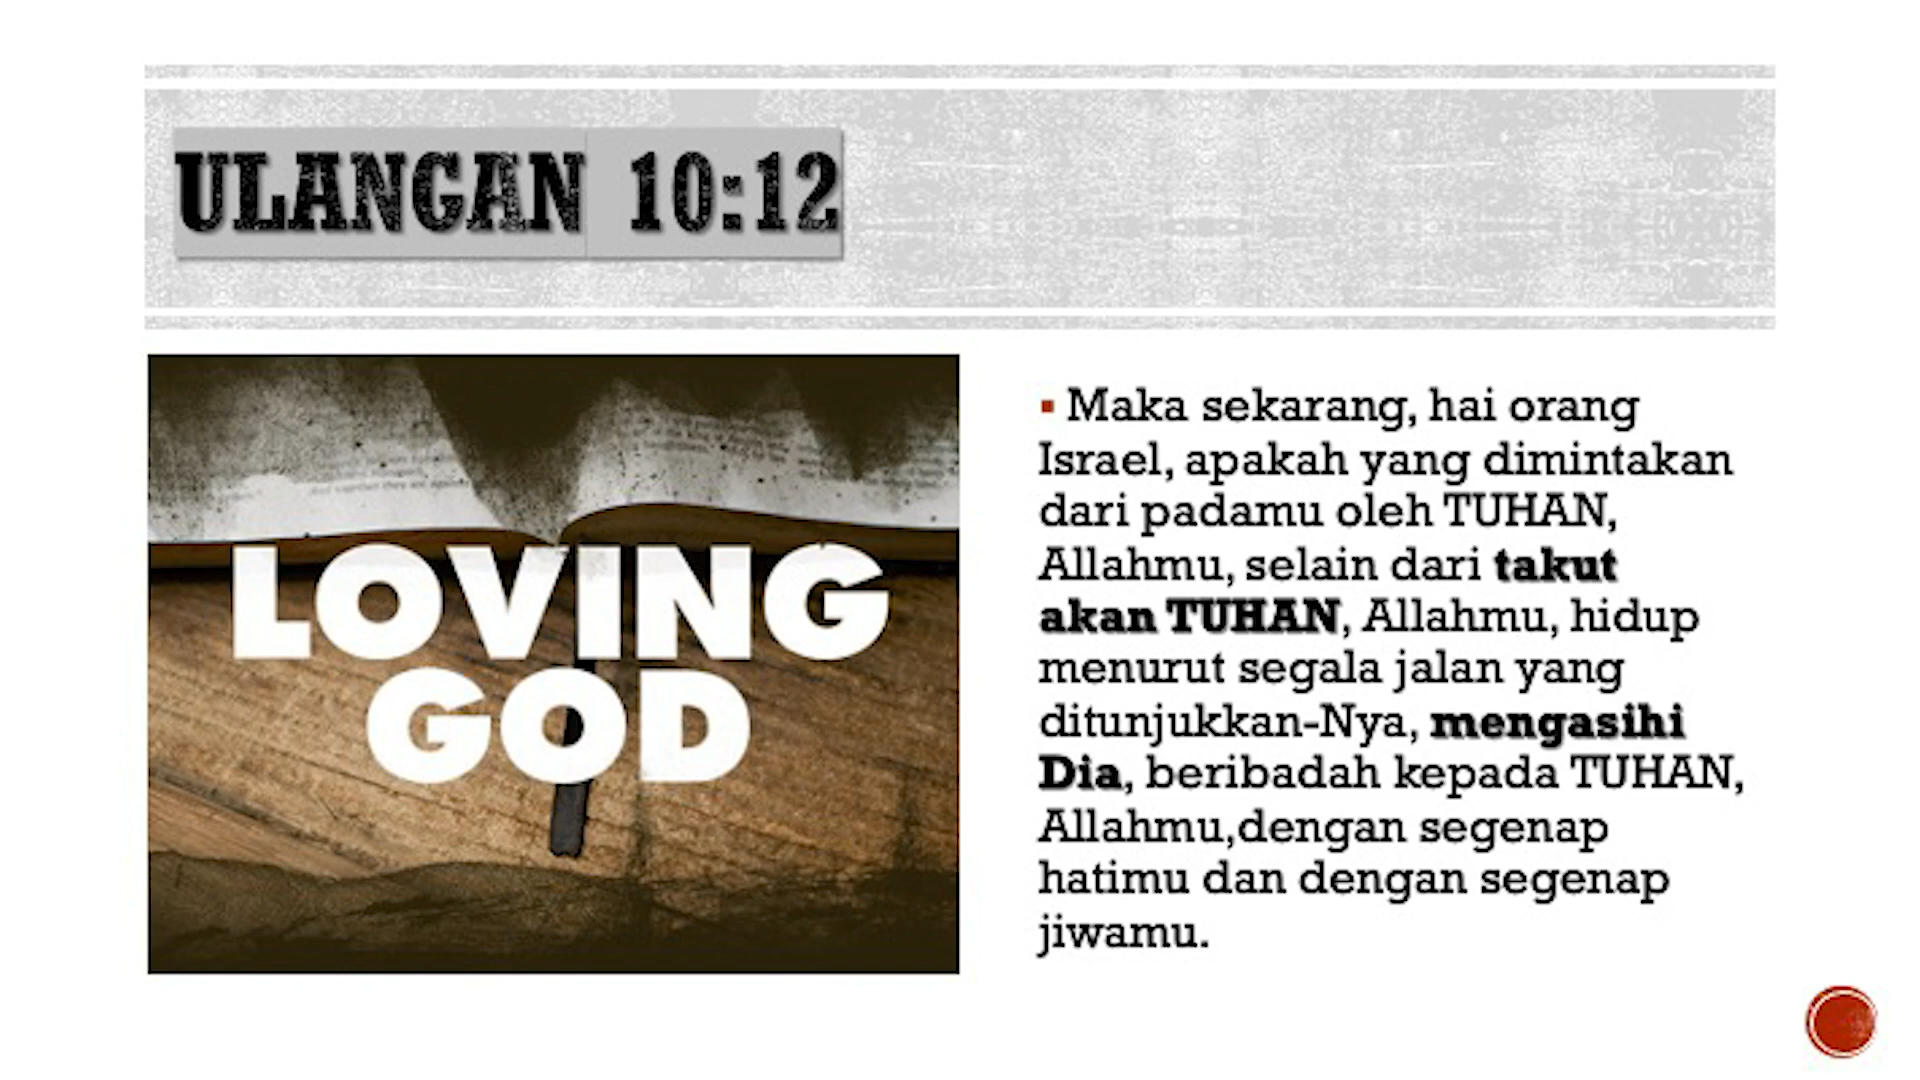 ULANGAN 10:12
LOVING
GOD
▪ Maka sekarang, hai orang
Israel, apakah yang dimintakan
dari padamu oleh TUHAN,
Allahmu, selain dari takut
akan TUHAN, Allahmu, hidup
menurut segala jalan yang
ditunjukkan-Nya, mengasihi
Dia, beribadah kepada TUHAN,
Allahmu,dengan segenap
hatimu dan dengan segenap
jiwamu.